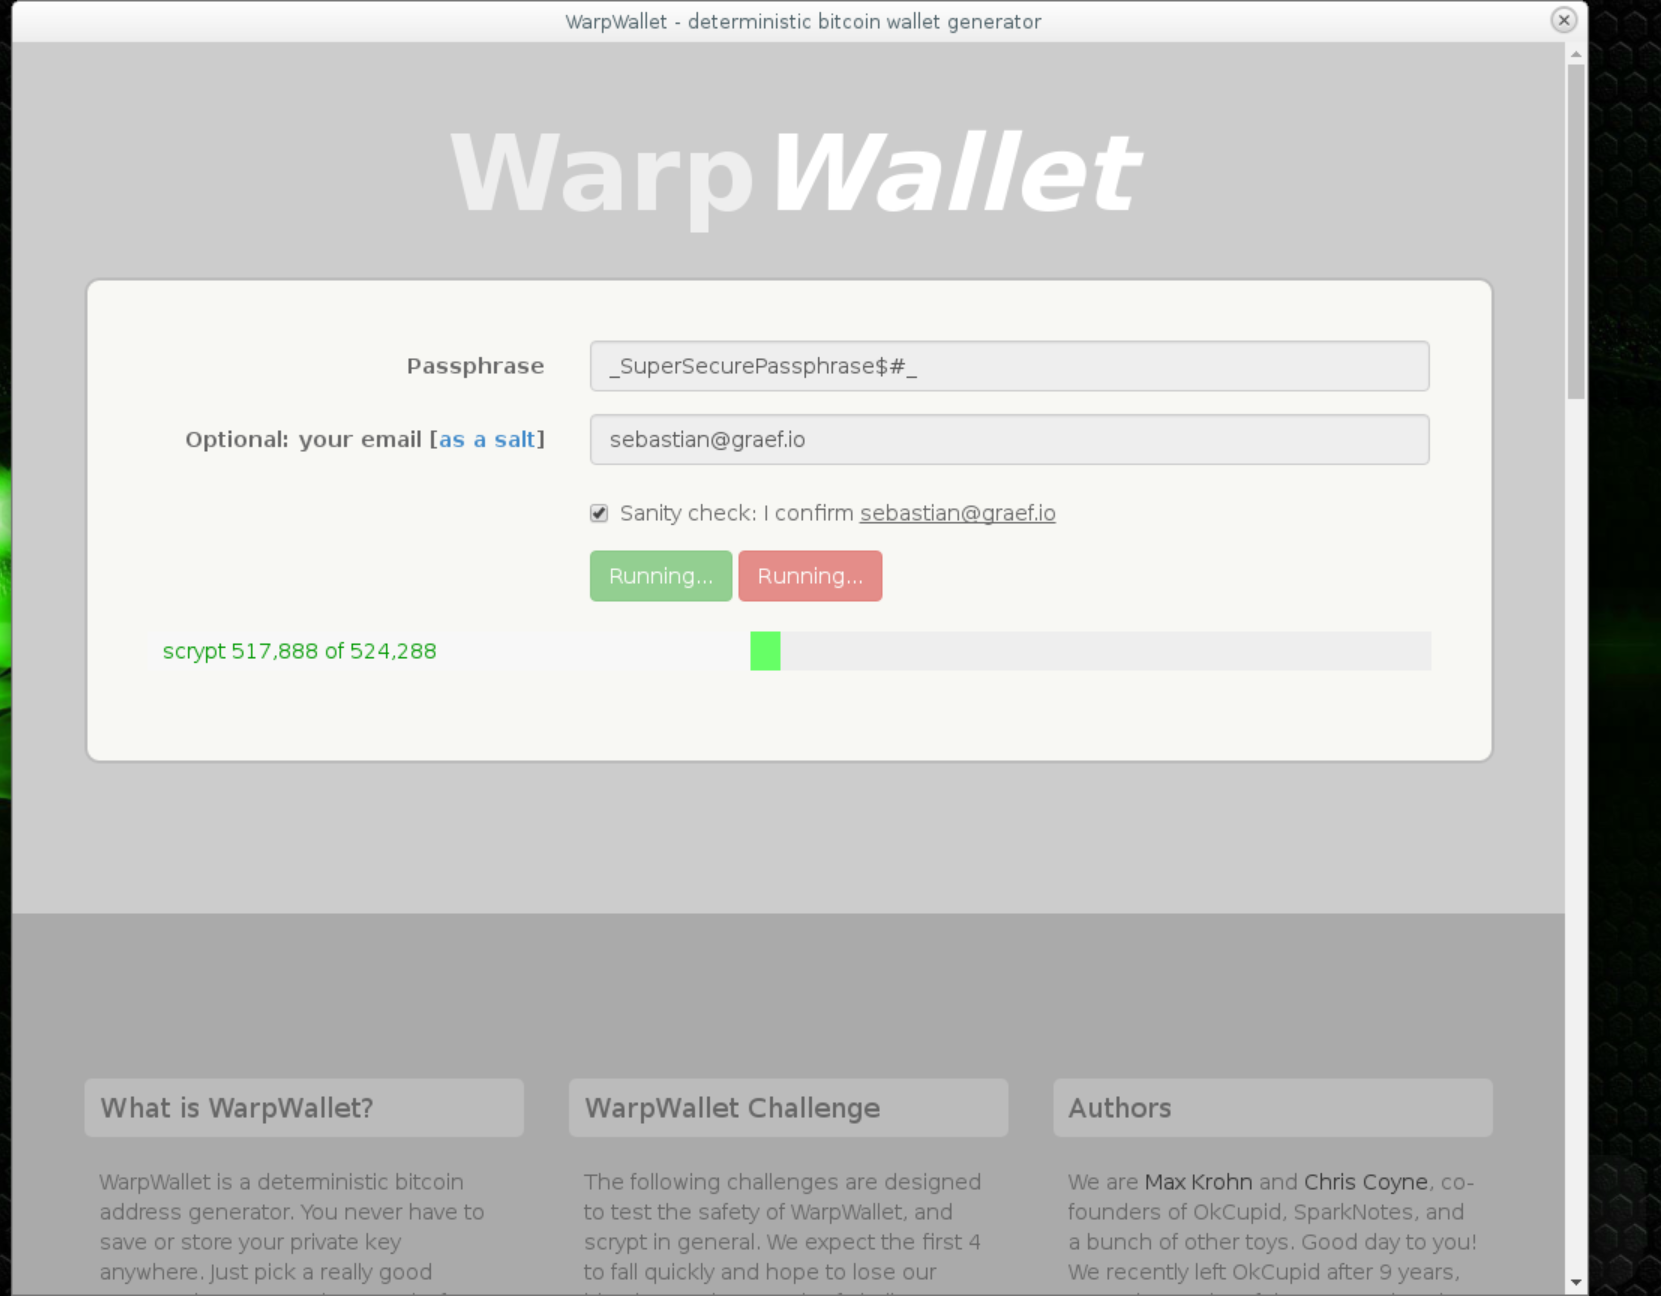 WarpWallet - deterministic bitcoin wallet generator
WarpWallet
Passphrase
_SuperSecurePassphrase$#_
Optional: your email [as a salt]
sebastian@graef.io
Sanity check: I confirm sebastian@graef.io
Running... Running...
scrypt 517,888 of 524,288
What is WarpWallet?
WarpWallet is a deterministic bitcoin
address generator. You never have to
save or store your private key
anywhere. Just pick a really good
WarpWallet Challenge
The following challenges are designed
to test the safety of WarpWallet, and
scrypt in general. We expect the first 4
to fall quickly and hope to lose our
Authors
We are Max Krohn and Chris Coyne, co-
founders of OkCupid, SparkNotes, and
a bunch of other toys. Good day to you!
We recently left OkCupid after 9 years,